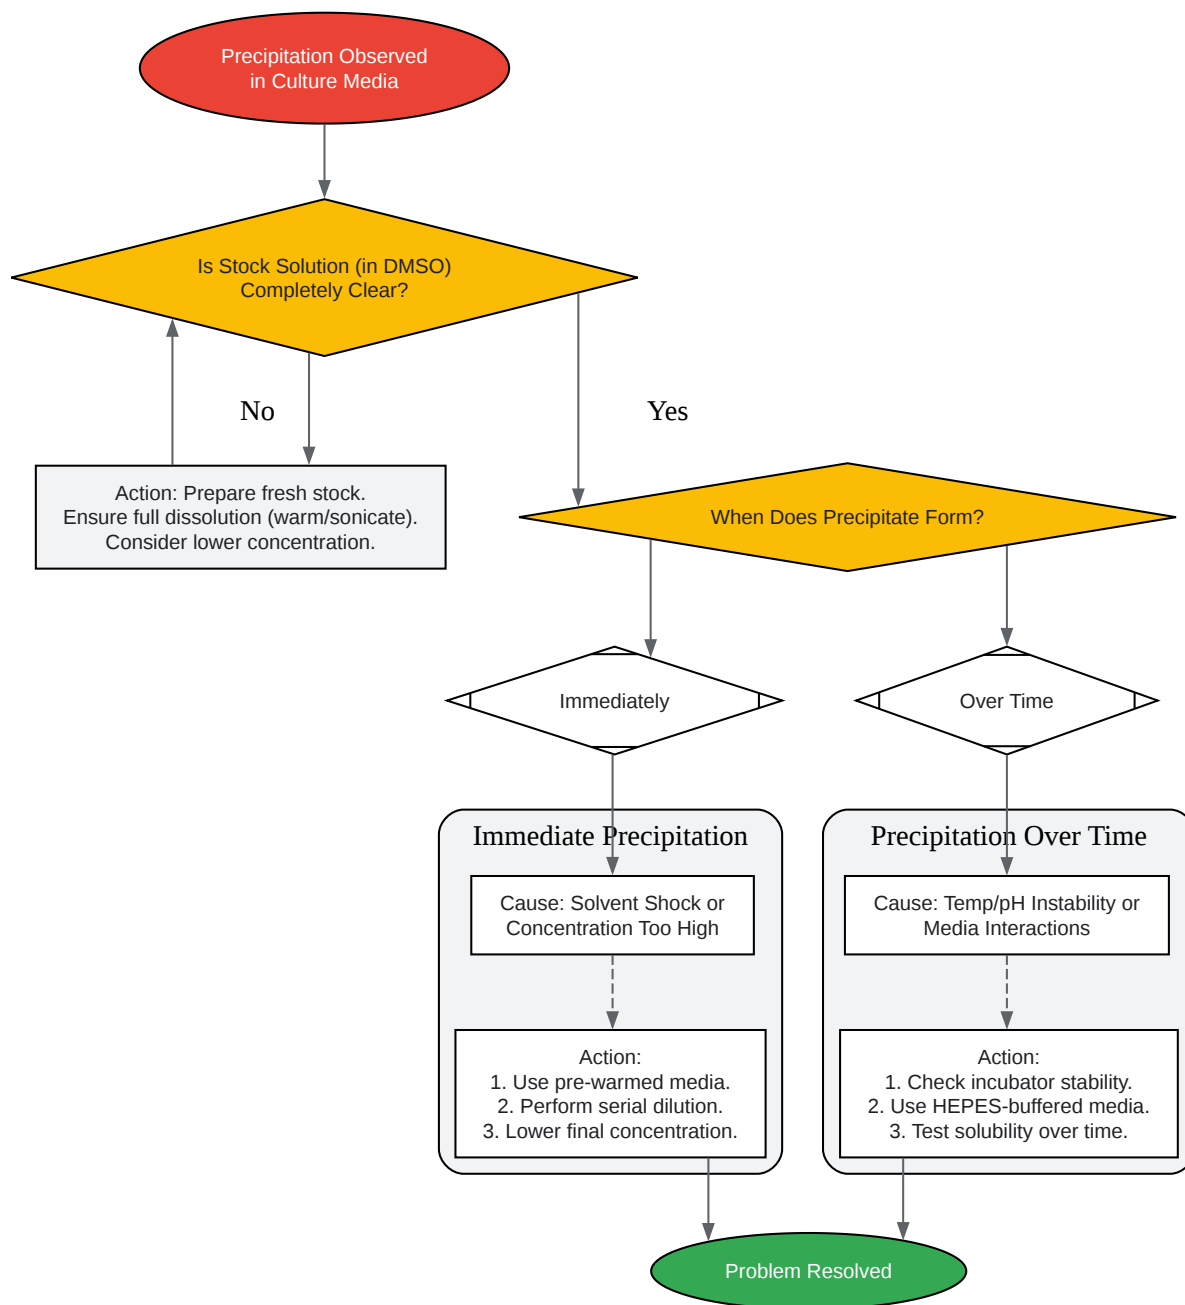 Precipitation Observed
in Culture Media
Is Stock Solution (in DMSO)
Completely Clear?
No
Yes
Action: Prepare fresh stock.
Ensure full dissolution (warm/sonicate).
Consider lower concentration.
When Does Precipitate Form?
Immediately
Over Time
Immediate Precipitation
Cause: Solvent Shock or
Concentration Too High
Action:
1. Use pre-warmed media.
2. Perform serial dilution.
3. Lower final concentration.
Precipitation Over Time
Cause: Temp/pH Instability or
Media Interactions
Action:
1. Check incubator stability.
2. Use HEPES-buffered media.
3. Test solubility over time.
Problem Resolved